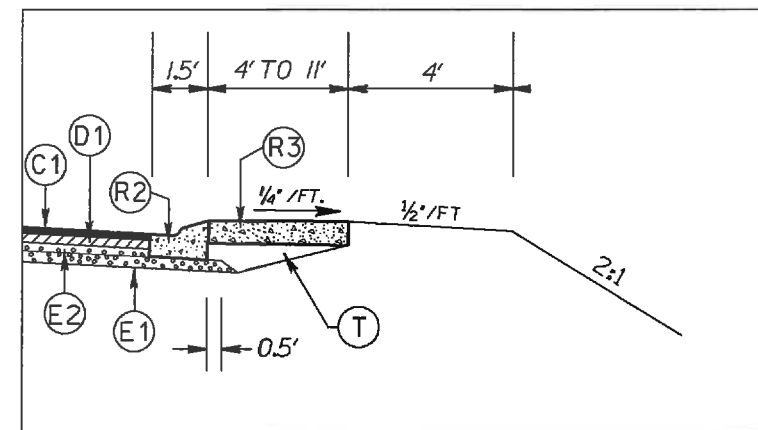 1.5'
4' TO 11'
4'
D1
C1
R2
R3
1/4" /FT.
1/2" /FT
2:1
E2
E1
T
0.5'